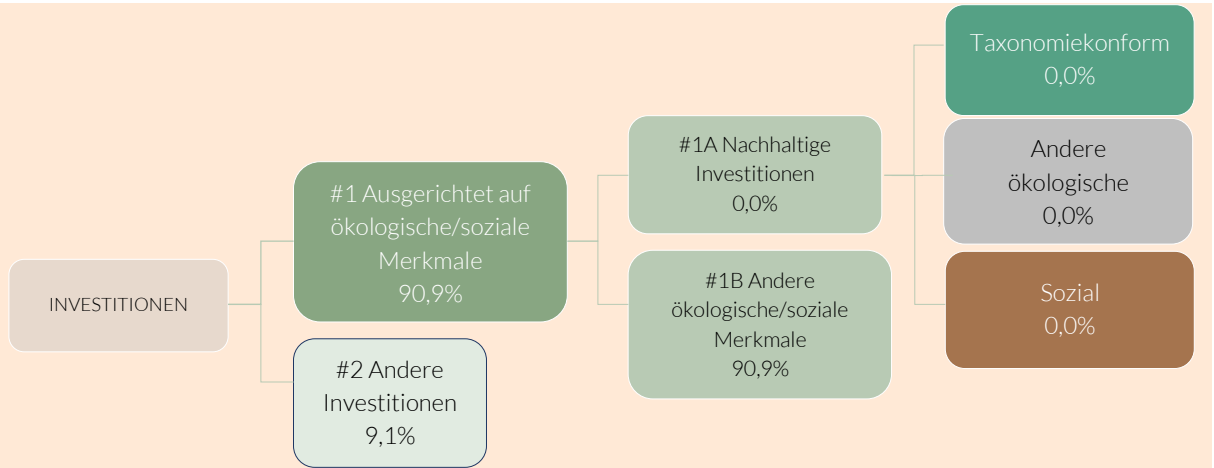 INVESTITIONEN
#1 Ausgerichtet auf
ökologische/soziale
Merkmale
90,9%
#2 Andere
Investitionen
9,1%
#1A Nachhaltige
Investitionen
0,0%
#1B Andere
ökologische/soziale
Merkmale
90,9%
Taxonomiekonform
0,0%
Andere
ökologische
0,0%
Sozial
0,0%